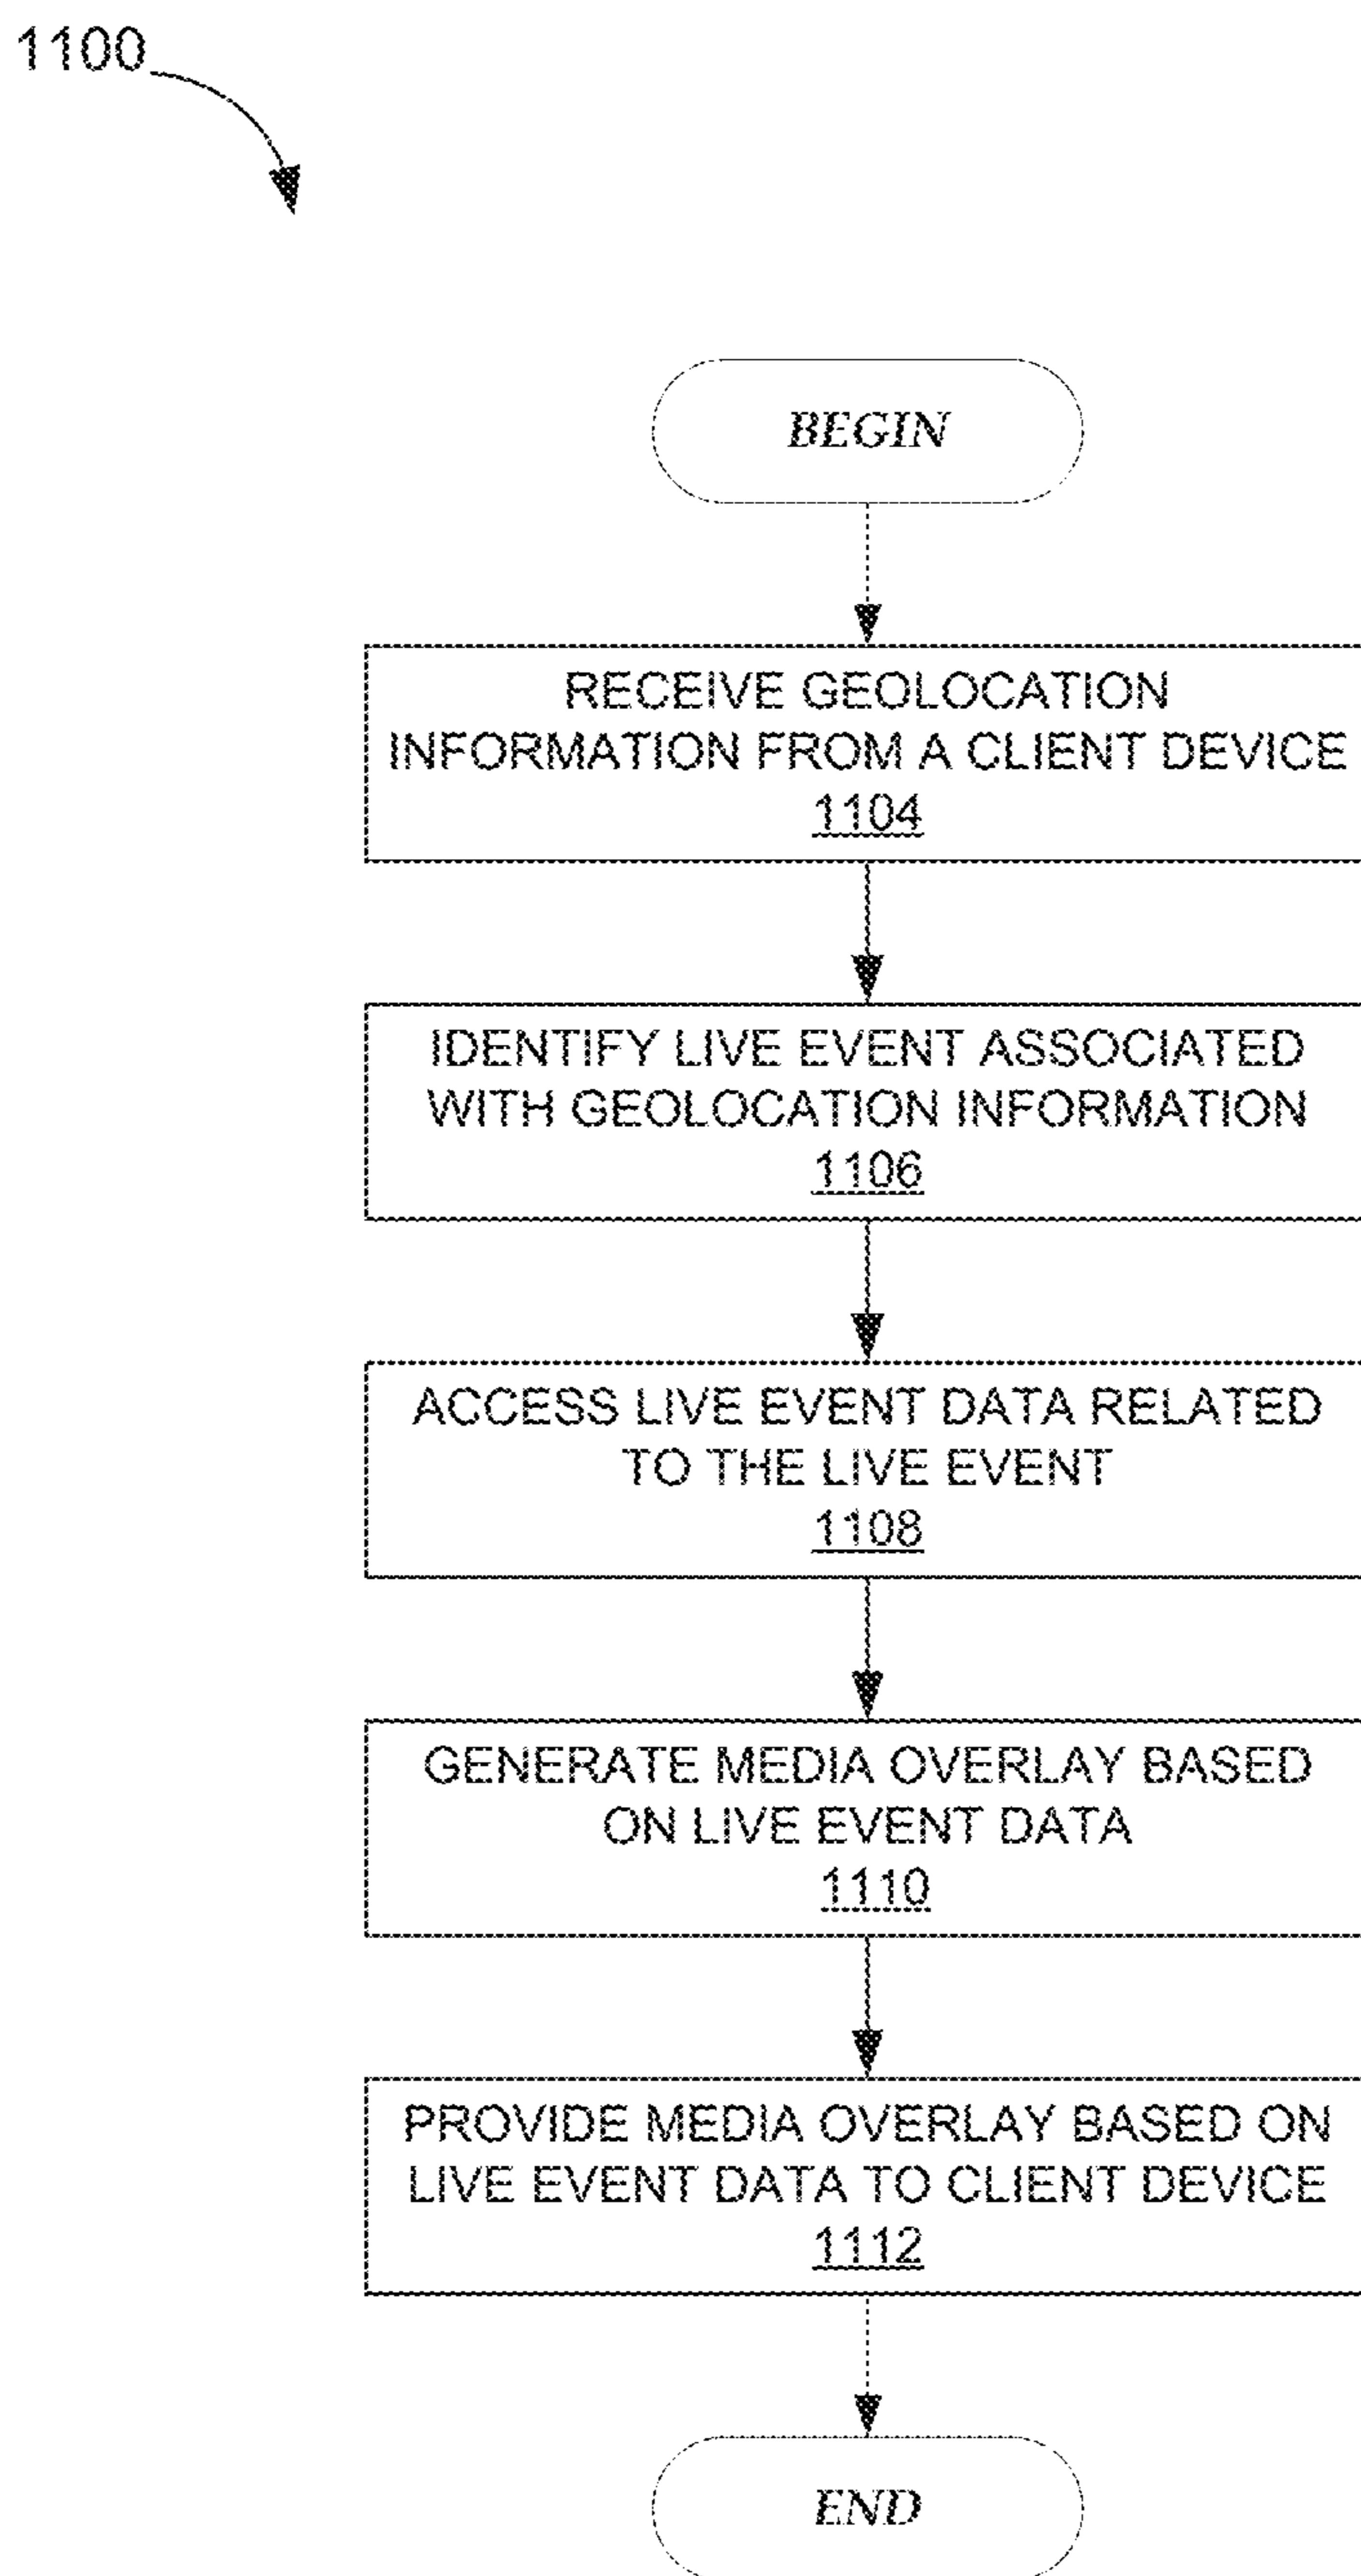 1100
BEGIN
RECEIVE GEOLOCATION
INFORMATION FROM A CLIENT DEVICE
1104
IDENTIFY LIVE EVENT ASSOCIATED
WITH GEOLOCATION INFORMATION
1106
ACCESS LIVE EVENT DATA RELATED
TO THE LIVE EVENT
1108
GENERATE MEDIA OVERLAY BASED
ON LIVE EVENT DATA
1110
PROVIDE MEDIA OVERLAY BASED ON
LIVE EVENT DATA TO CLIENT DEVICE
1112
END